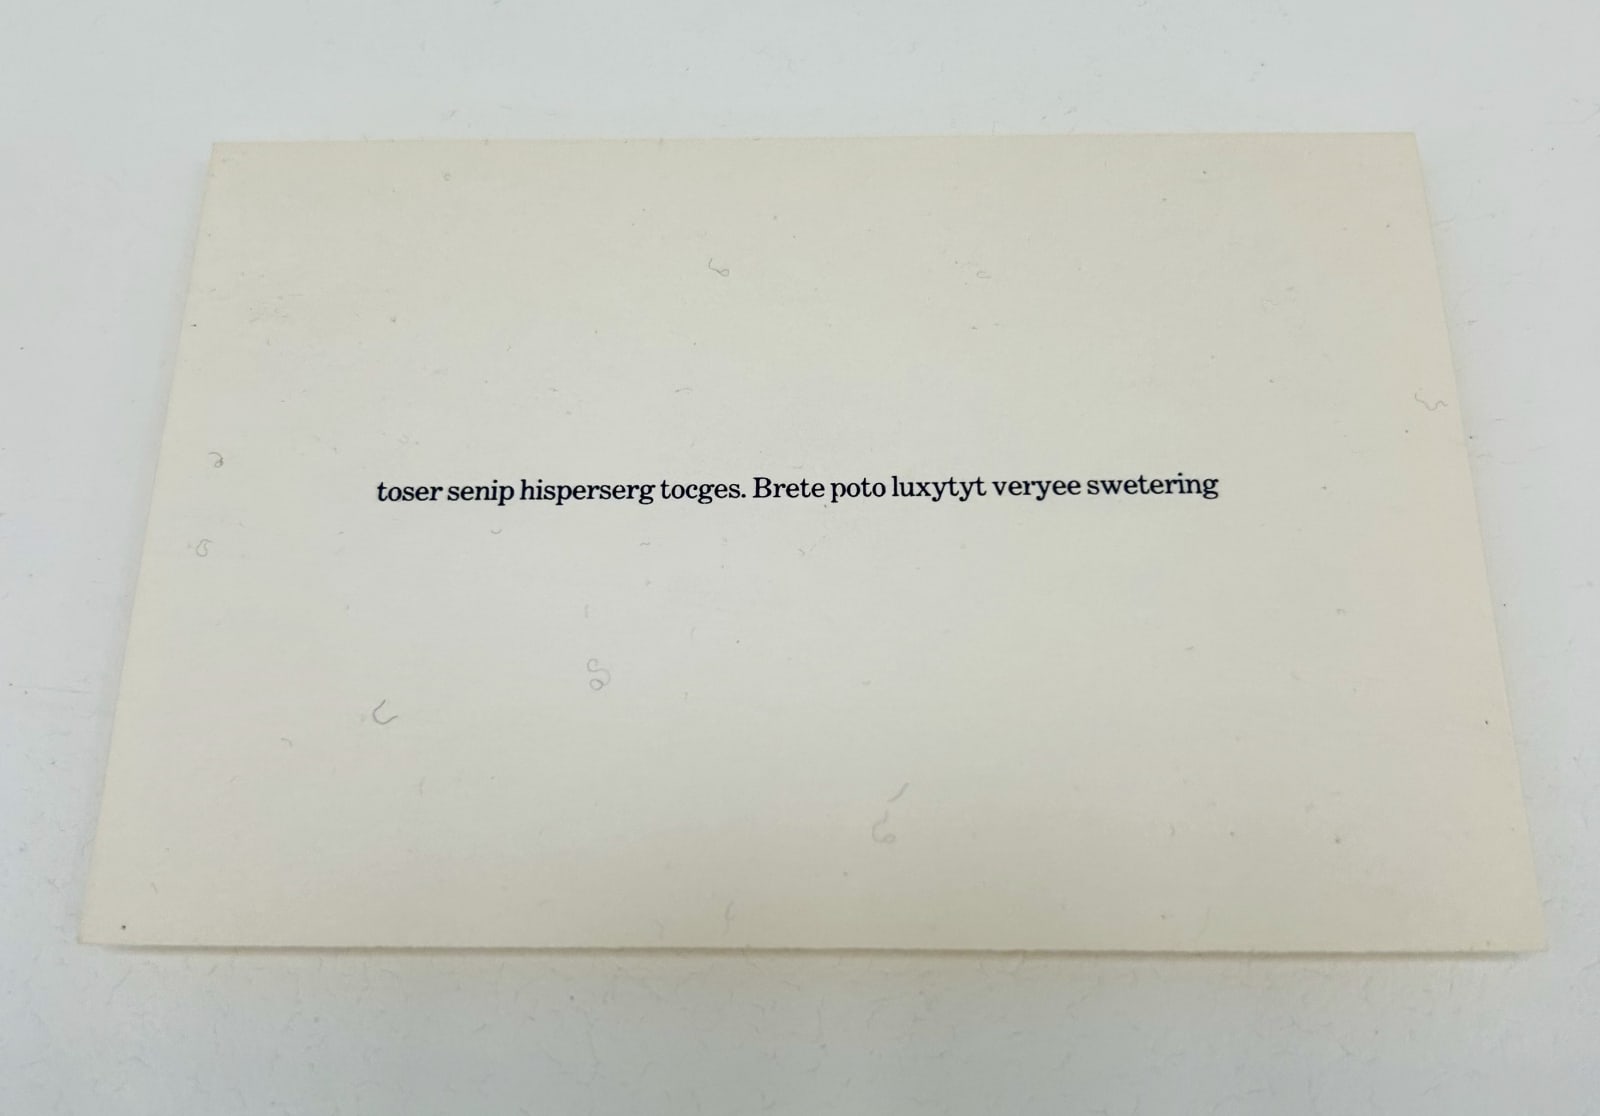 toser senip hisperserg tocges. Brete poto luxytyt veryee swetering